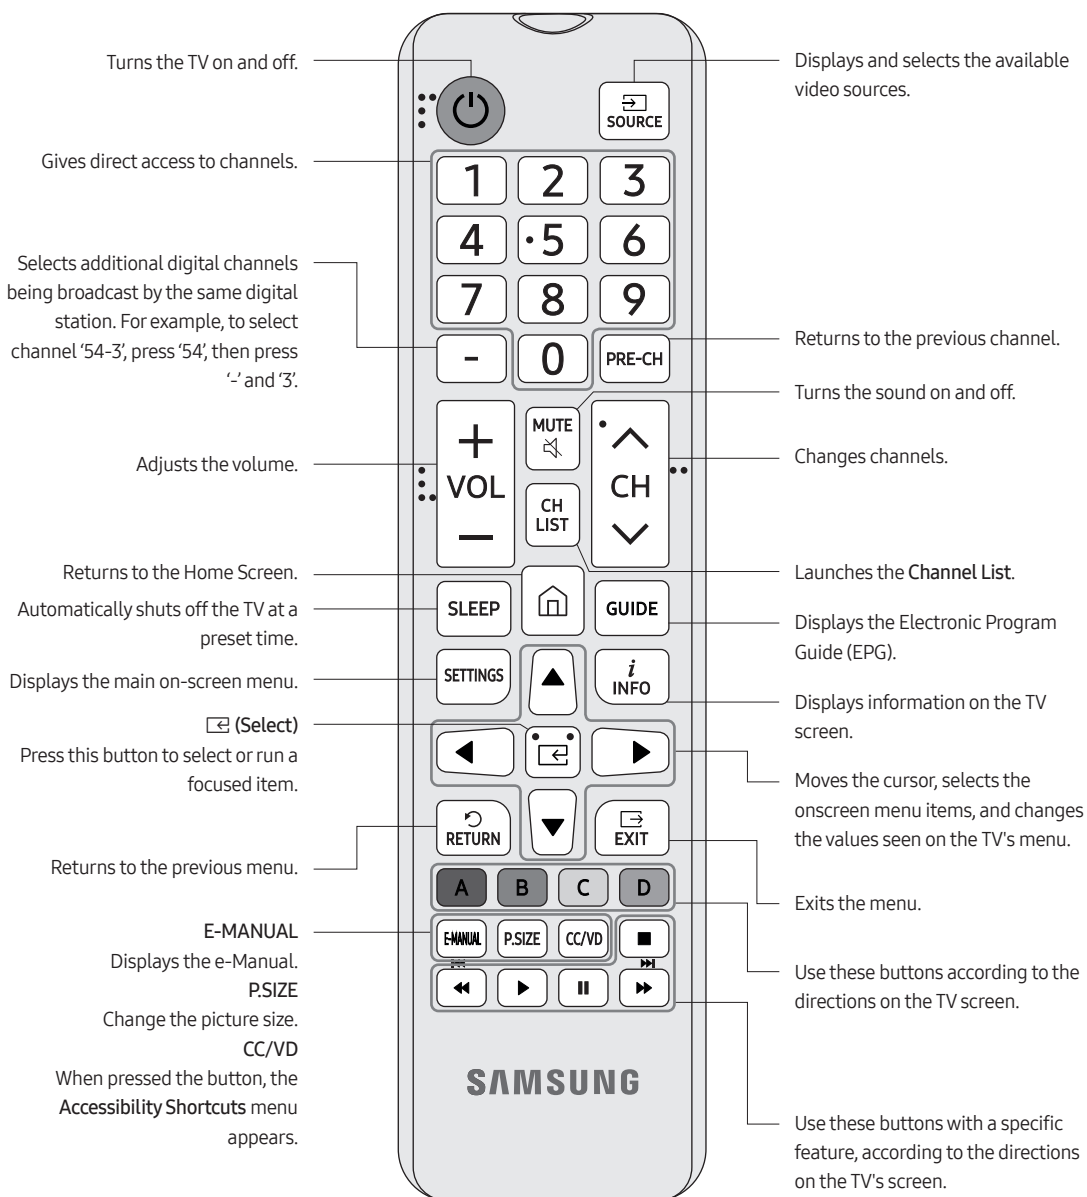 Turns the TV on and off.
Gives direct access to channels.
Selects additional digital channels
being broadcast by the same digital
station. For example, to select
channel ‘54-3’, press ‘54’, then press
‘-’ and ‘3’.
Adjusts the volume.
Returns to the Home Screen.
Automatically shuts off the TV at a
preset time.
Displays the main on-screen menu.
(Select)
Press this button to select or run a
focused item.
Returns to the previous menu.
E-MANUAL
Displays the e-Manual.
P.SIZE
Change the picture size.
CC/VD
When pressed the button, the
Accessibility Shortcuts menu
appears.
SOURCE
1 2 3
4 5 6
7 8 9
- 0 PRE-CH
+
VOL
—
MUTE
CH
LIST
CH
SLEEP
GUIDE
SETTINGS
i
INFO
RETURN
EXIT
A B C D
E-MANUAL P.SIZE CC/VD
SAMSUNG
Displays and selects the available
video sources.
Returns to the previous channel.
Turns the sound on and off.
Changes channels.
Launches the Channel List.
Displays the Electronic Program
Guide (EPG).
Displays information on the TV
screen.
Moves the cursor, selects the
onscreen menu items, and changes
the values seen on the TV's menu.
Exits the menu.
Use these buttons according to the
directions on the TV screen.
Use these buttons with a specific
feature, according to the directions
on the TV's screen.